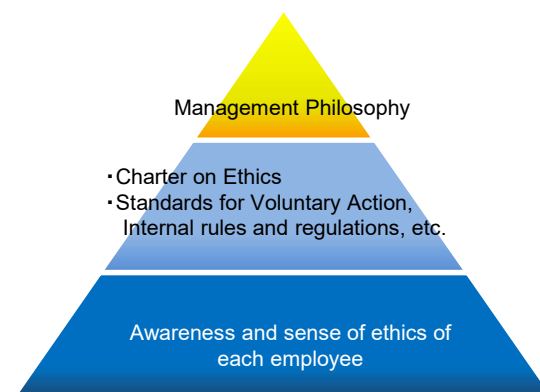 Management Philosophy
・Charter on Ethics
・Standards for Voluntary Action,
Internal rules and regulations, etc.
Awareness and sense of ethics of
each employee